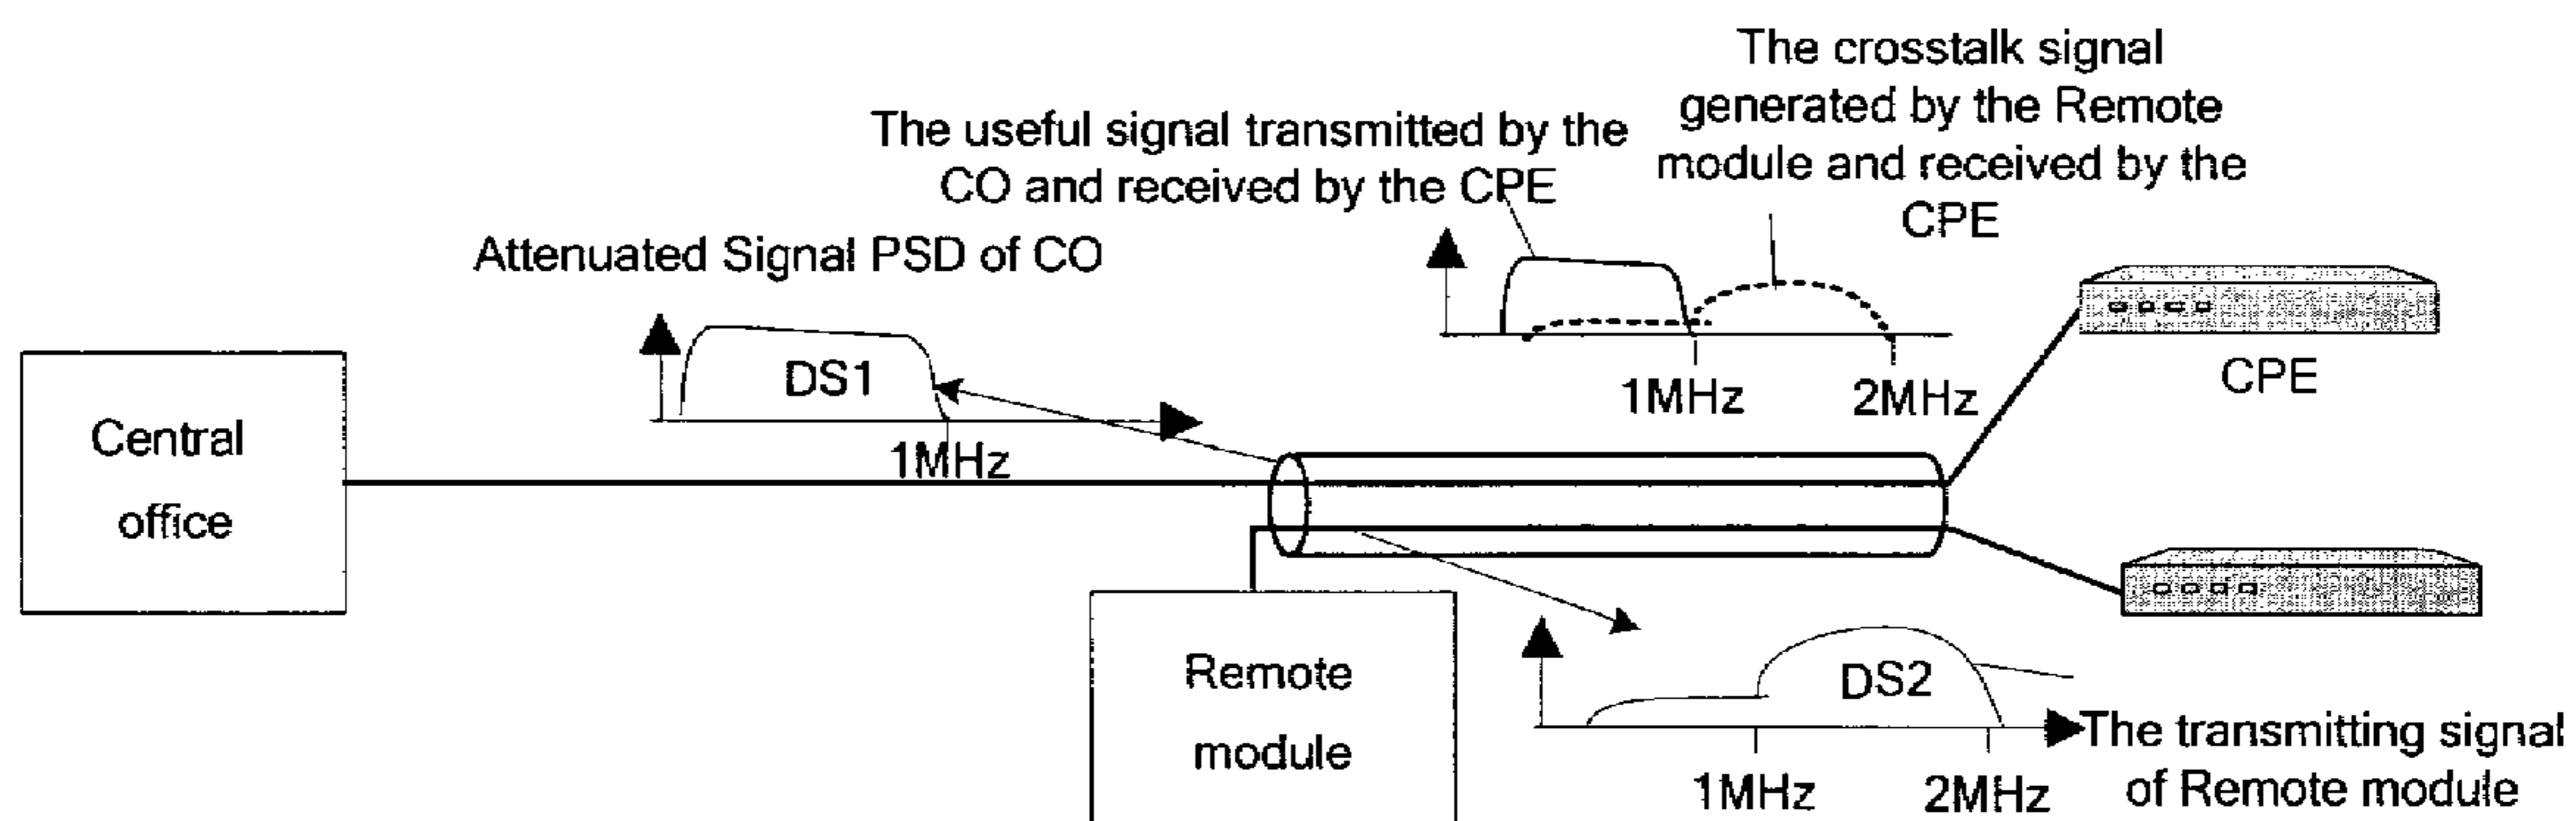 The crosstalk signal
generated by the Remote
module and received by the
CPE
The useful signal transmitted by the
CO and received by the CPE
Attenuated Signal PSD of CO
DS1
1MHz
1MHz
2MHz
CPE
Central
office
Remote
module
DS2
1MHz
2MHz
The transmitting signal
of Remote module